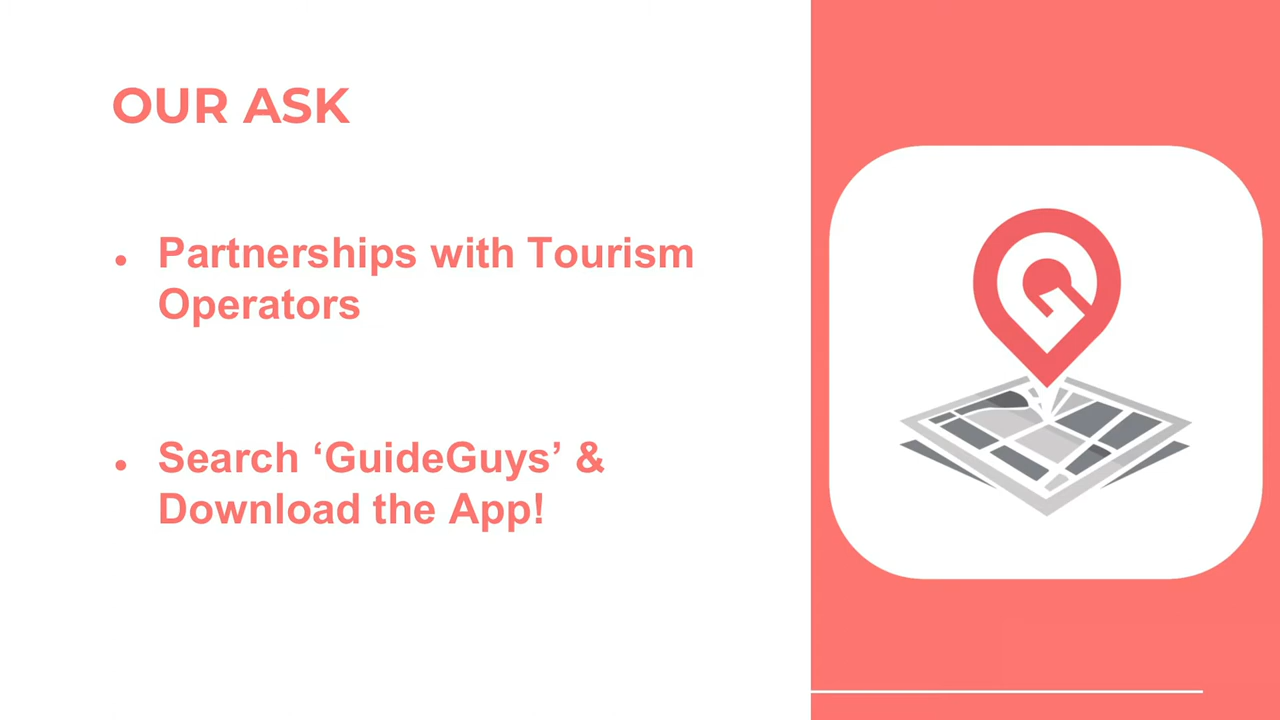 OUR ASK
• Partnerships with Tourism
Operators
• Search ‘GuideGuys’ &
Download the App!
G